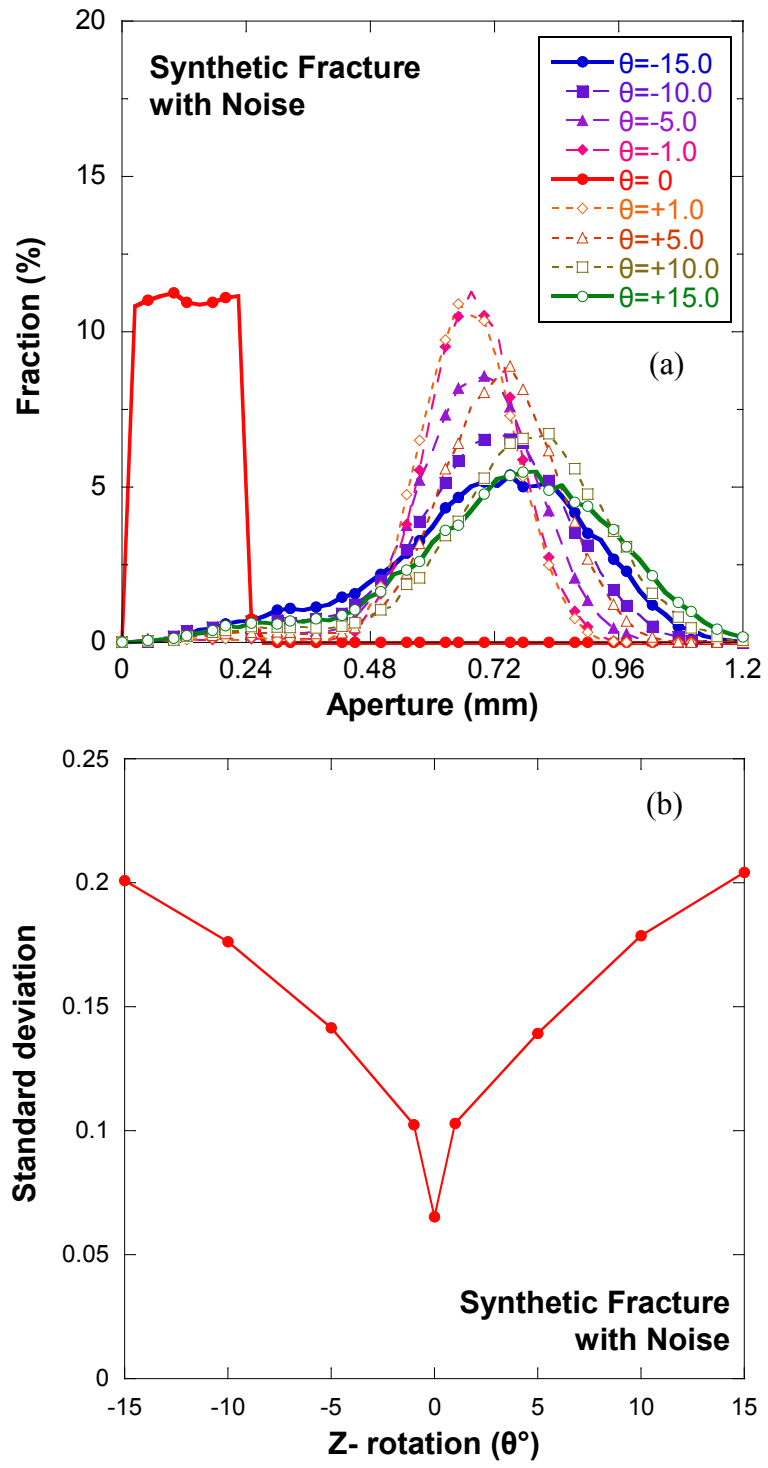 20
15
10
5
0
Fraction (%)
Synthetic Fracture
with Noise
θ=-15.0
θ=-10.0
θ=-5.0
θ=-1.0
θ= 0
θ=+1.0
θ=+5.0
θ=+10.0
θ=+15.0
(a)
0 0.24 0.48 0.72 0.96 1.2
Aperture (mm)
0.25
0.2
0.15
0.1
0.05
0
Standard deviation
(b)
Synthetic Fracture
with Noise
-15 -10 -5 0 5 10 15
Z- rotation (θ°)